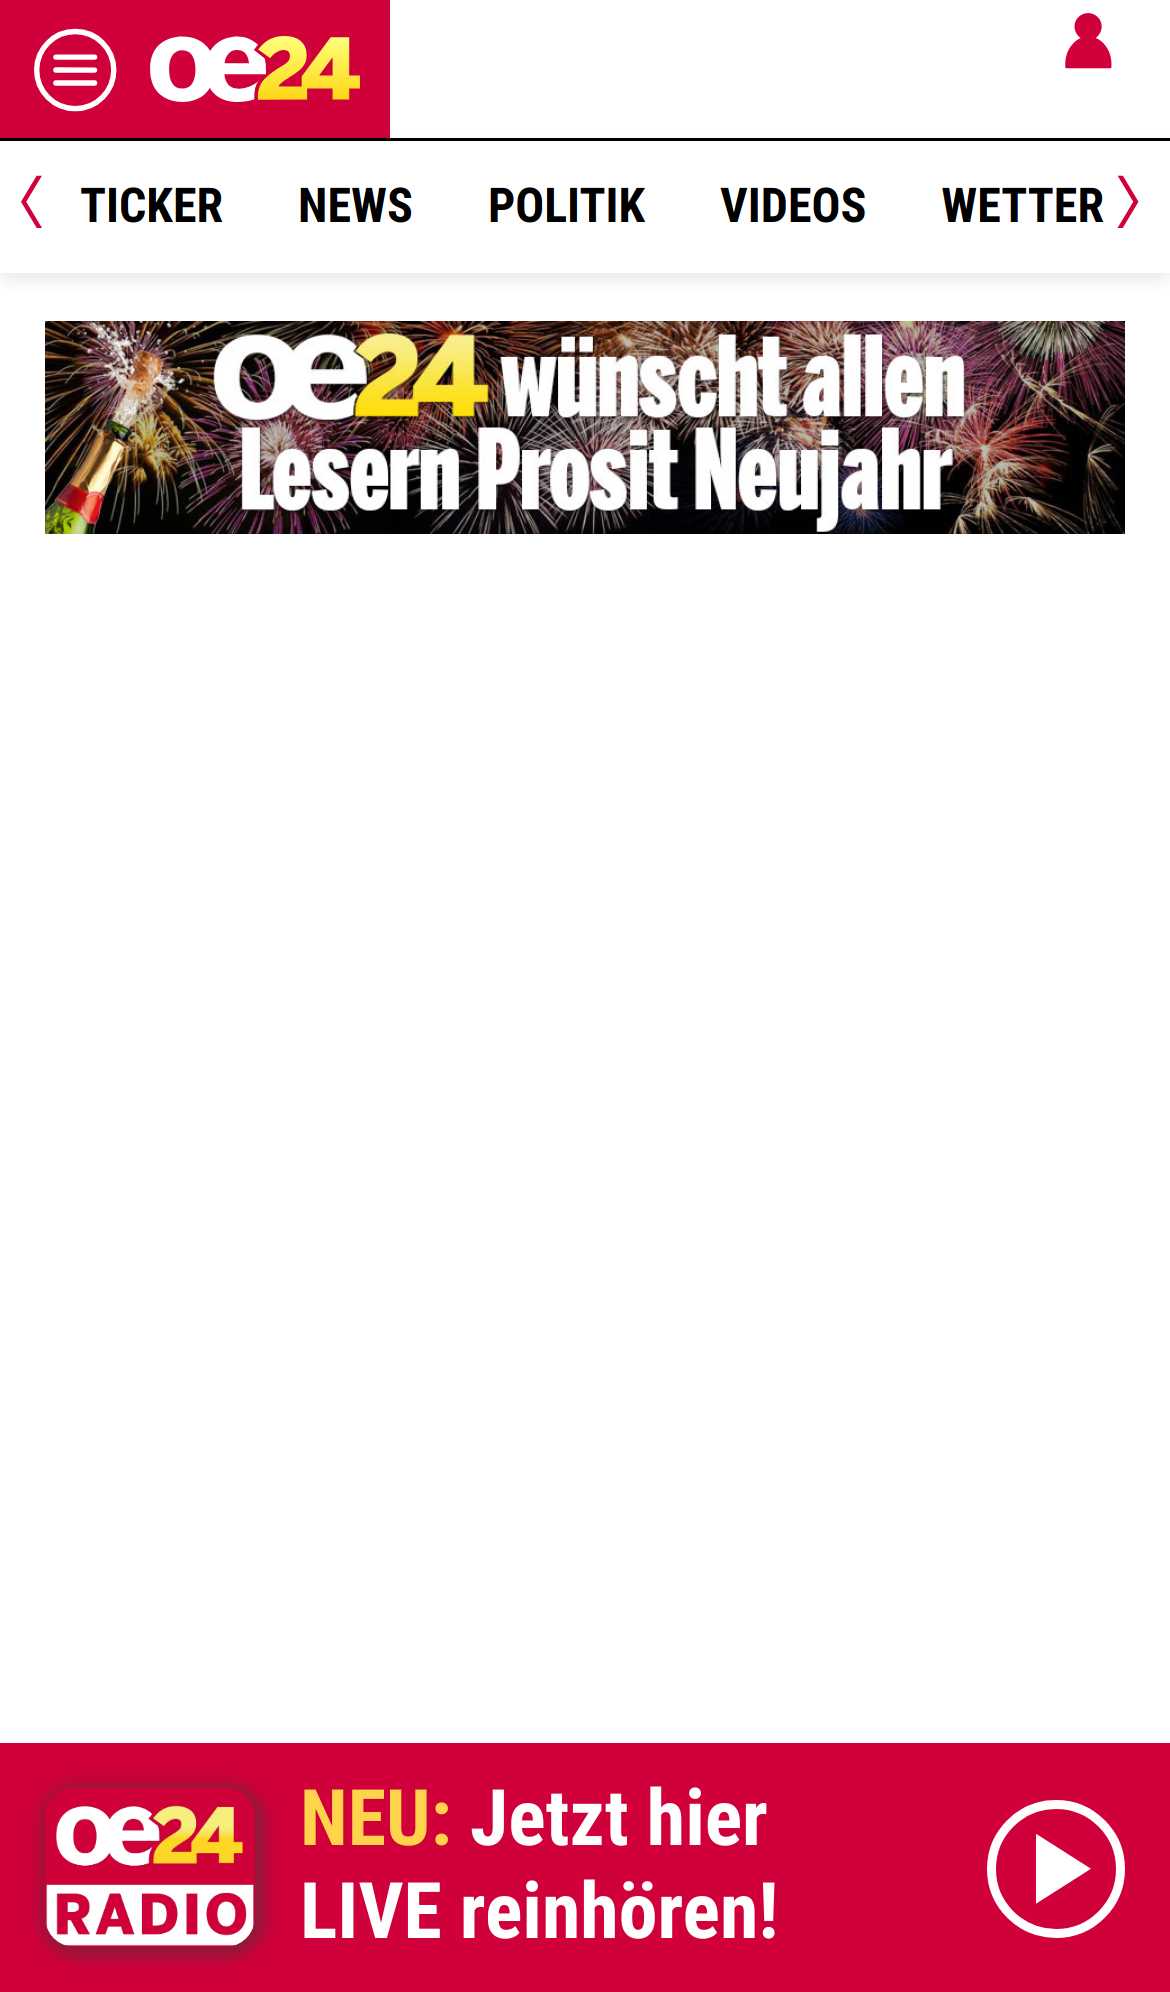 oe24
TICKER NEWS POLITIK VIDEOS WETTER
oe24 wünscht allen
Lesern Prosit Neujahr
oe24
RADIO
NEU: Jetzt hier
LIVE reinhören!